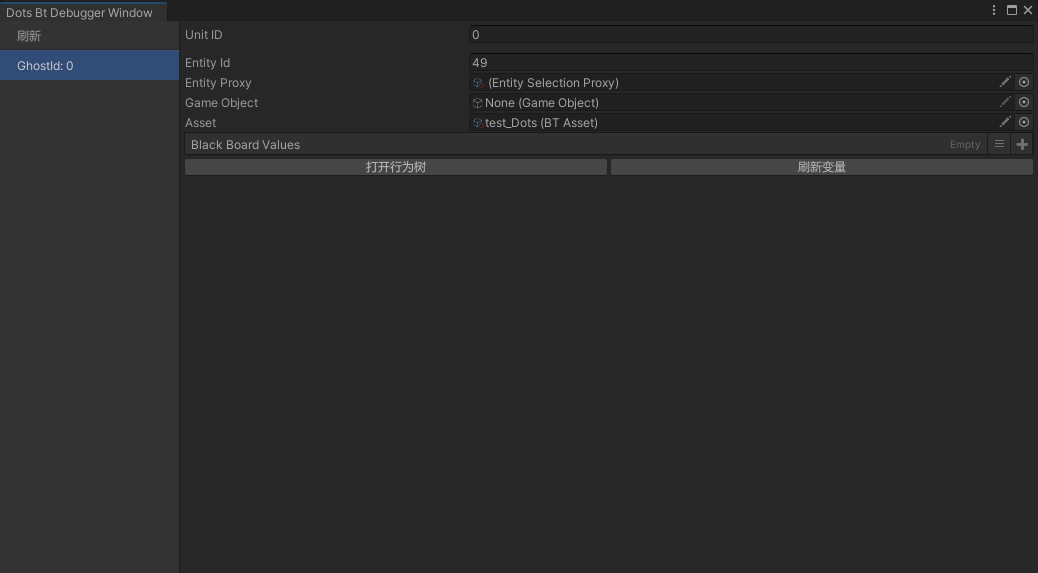 Dots Bt Debugger Window
刷新
GhostId: 0
Unit ID 0
Entity Id 49
Entity Proxy (Entity Selection Proxy)
Game Object None (Game Object)
Asset test_Dots (BT Asset)
Black Board Values Empty
打开行为树 刷新变量